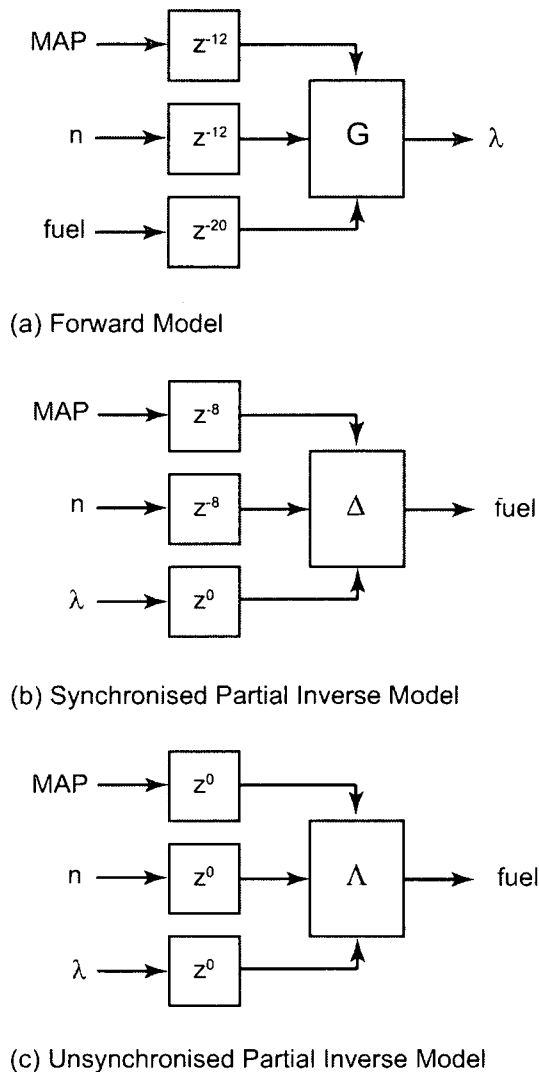 MAP
z-12
n
z-12
G
λ
fuel
z-20
(a) Forward Model
MAP
z-8
n
z-8
Δ
fuel
λ
z0
(b) Synchronised Partial Inverse Model
MAP
z0
n
z0
Λ
fuel
λ
z0
(c) Unsynchronised Partial Inverse Model